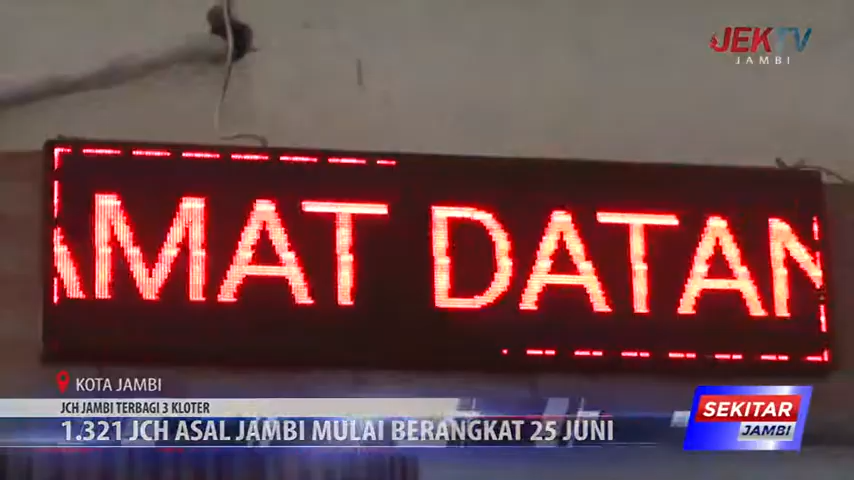 JEKTV
JAMBI
AMAT DATAN
KOTA JAMBI
JCH JAMBI TERBAGI 3 KLOTER
1.321 JCH ASAL JAMBI MULAI BERANGKAT 25 JUNI
SEKITAR
JAMBI